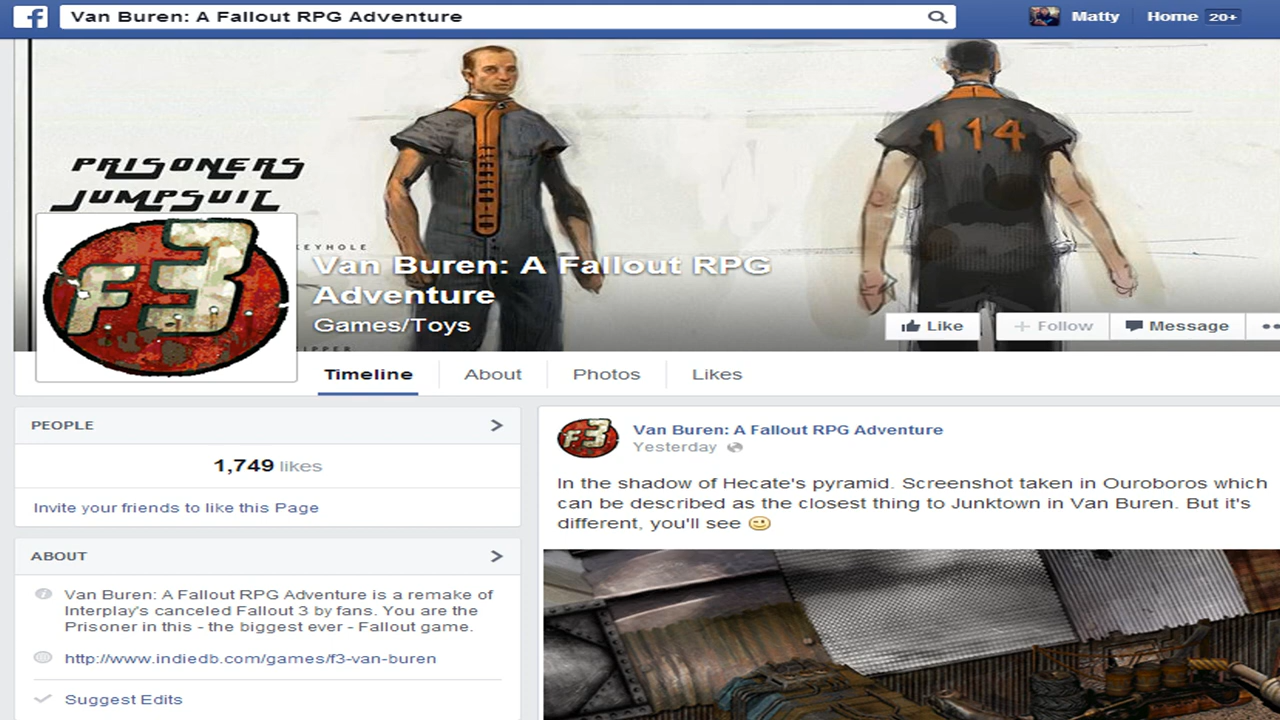 Van Buren: A Fallout RPG Adventure
Matty
Home 20+
PRISONERS
JUMPSUIT
114
KEYHOLE
F3
Van Buren: A Fallout RPG
Adventure
Games/Toys
Like
Follow
Message
ZIPPER
Timeline
About
Photos
Likes
PEOPLE
1,749 likes
Invite your friends to like this Page
ABOUT
Van Buren: A Fallout RPG Adventure is a remake of
Interplay's canceled Fallout 3 by fans. You are the
Prisoner in this - the biggest ever - Fallout game.
http://www.indiedb.com/games/f3-van-buren
Suggest Edits
F3
Van Buren: A Fallout RPG Adventure
Yesterday
In the shadow of Hecate's pyramid. Screenshot taken in Ouroboros which
can be described as the closest thing to Junktown in Van Buren. But it's
different, you'll see